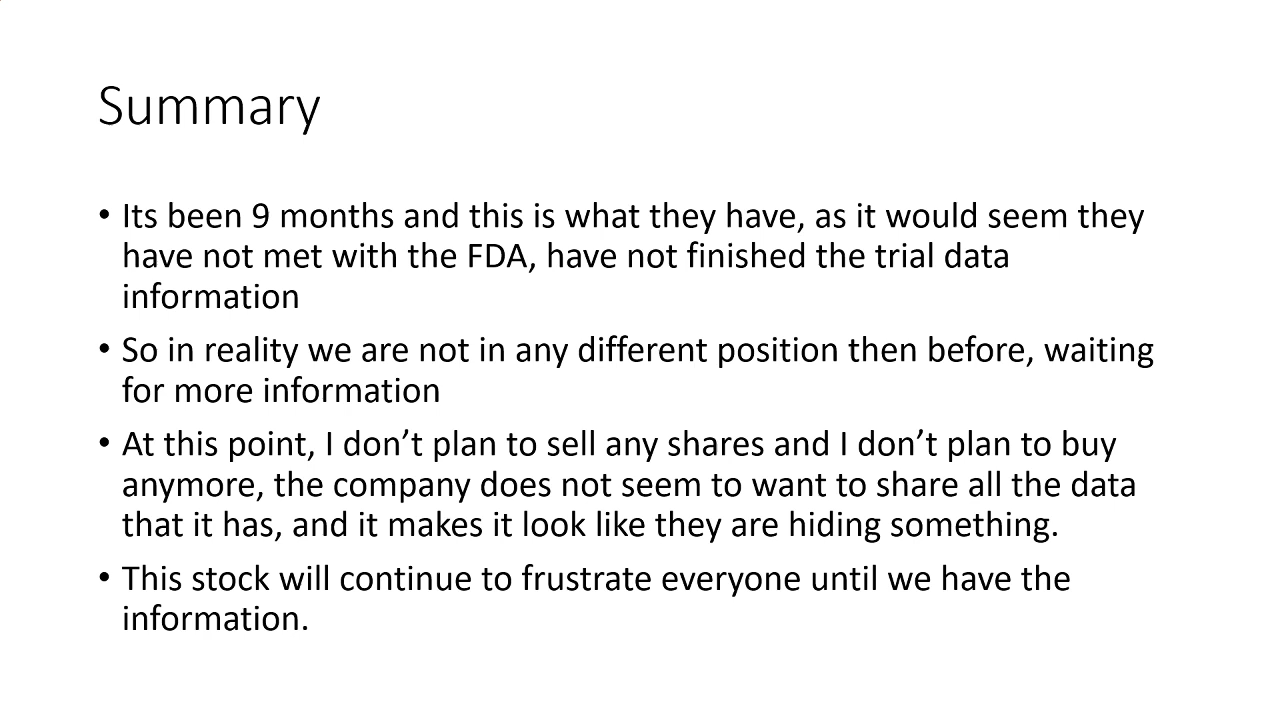 Summary
• Its been 9 months and this is what they have, as it would seem they
have not met with the FDA, have not finished the trial data
information
• So in reality we are not in any different position then before, waiting
for more information
• At this point, I don’t plan to sell any shares and I don’t plan to buy
anymore, the company does not seem to want to share all the data
that it has, and it makes it look like they are hiding something.
• This stock will continue to frustrate everyone until we have the
information.